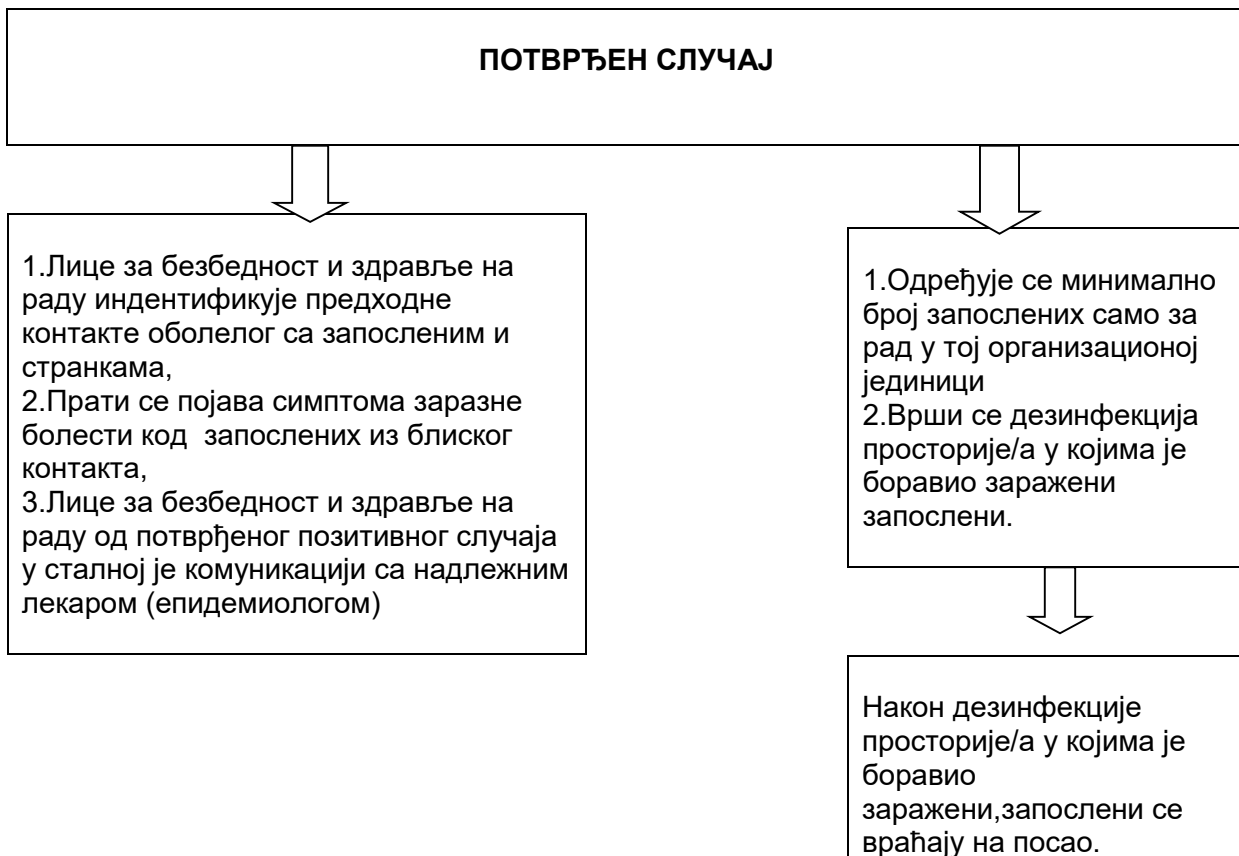 ПОТВРЂЕН СЛУЧАЈ
1.Лице за безбедност и здравље на
раду индентификује предходне
контакте оболелог са запосленим и
странкама,
2.Прати се појава симптома заразне
болести код запослених из блиског
контакта,
3.Лице за безбедност и здравље на
раду од потврђеног позитивног случаја
у сталној је комуникацији са надлежним
лекаром (епидемиологом)
1.Одређује се минимално
број запослених само за
рад у тој организационој
јединици
2.Врши се дезинфекција
просторије/а у којима је
боравио заражени
запослени.
Након дезинфекције
просторије/а у којима је
боравио
заражени,запослени се
враћају на посао.